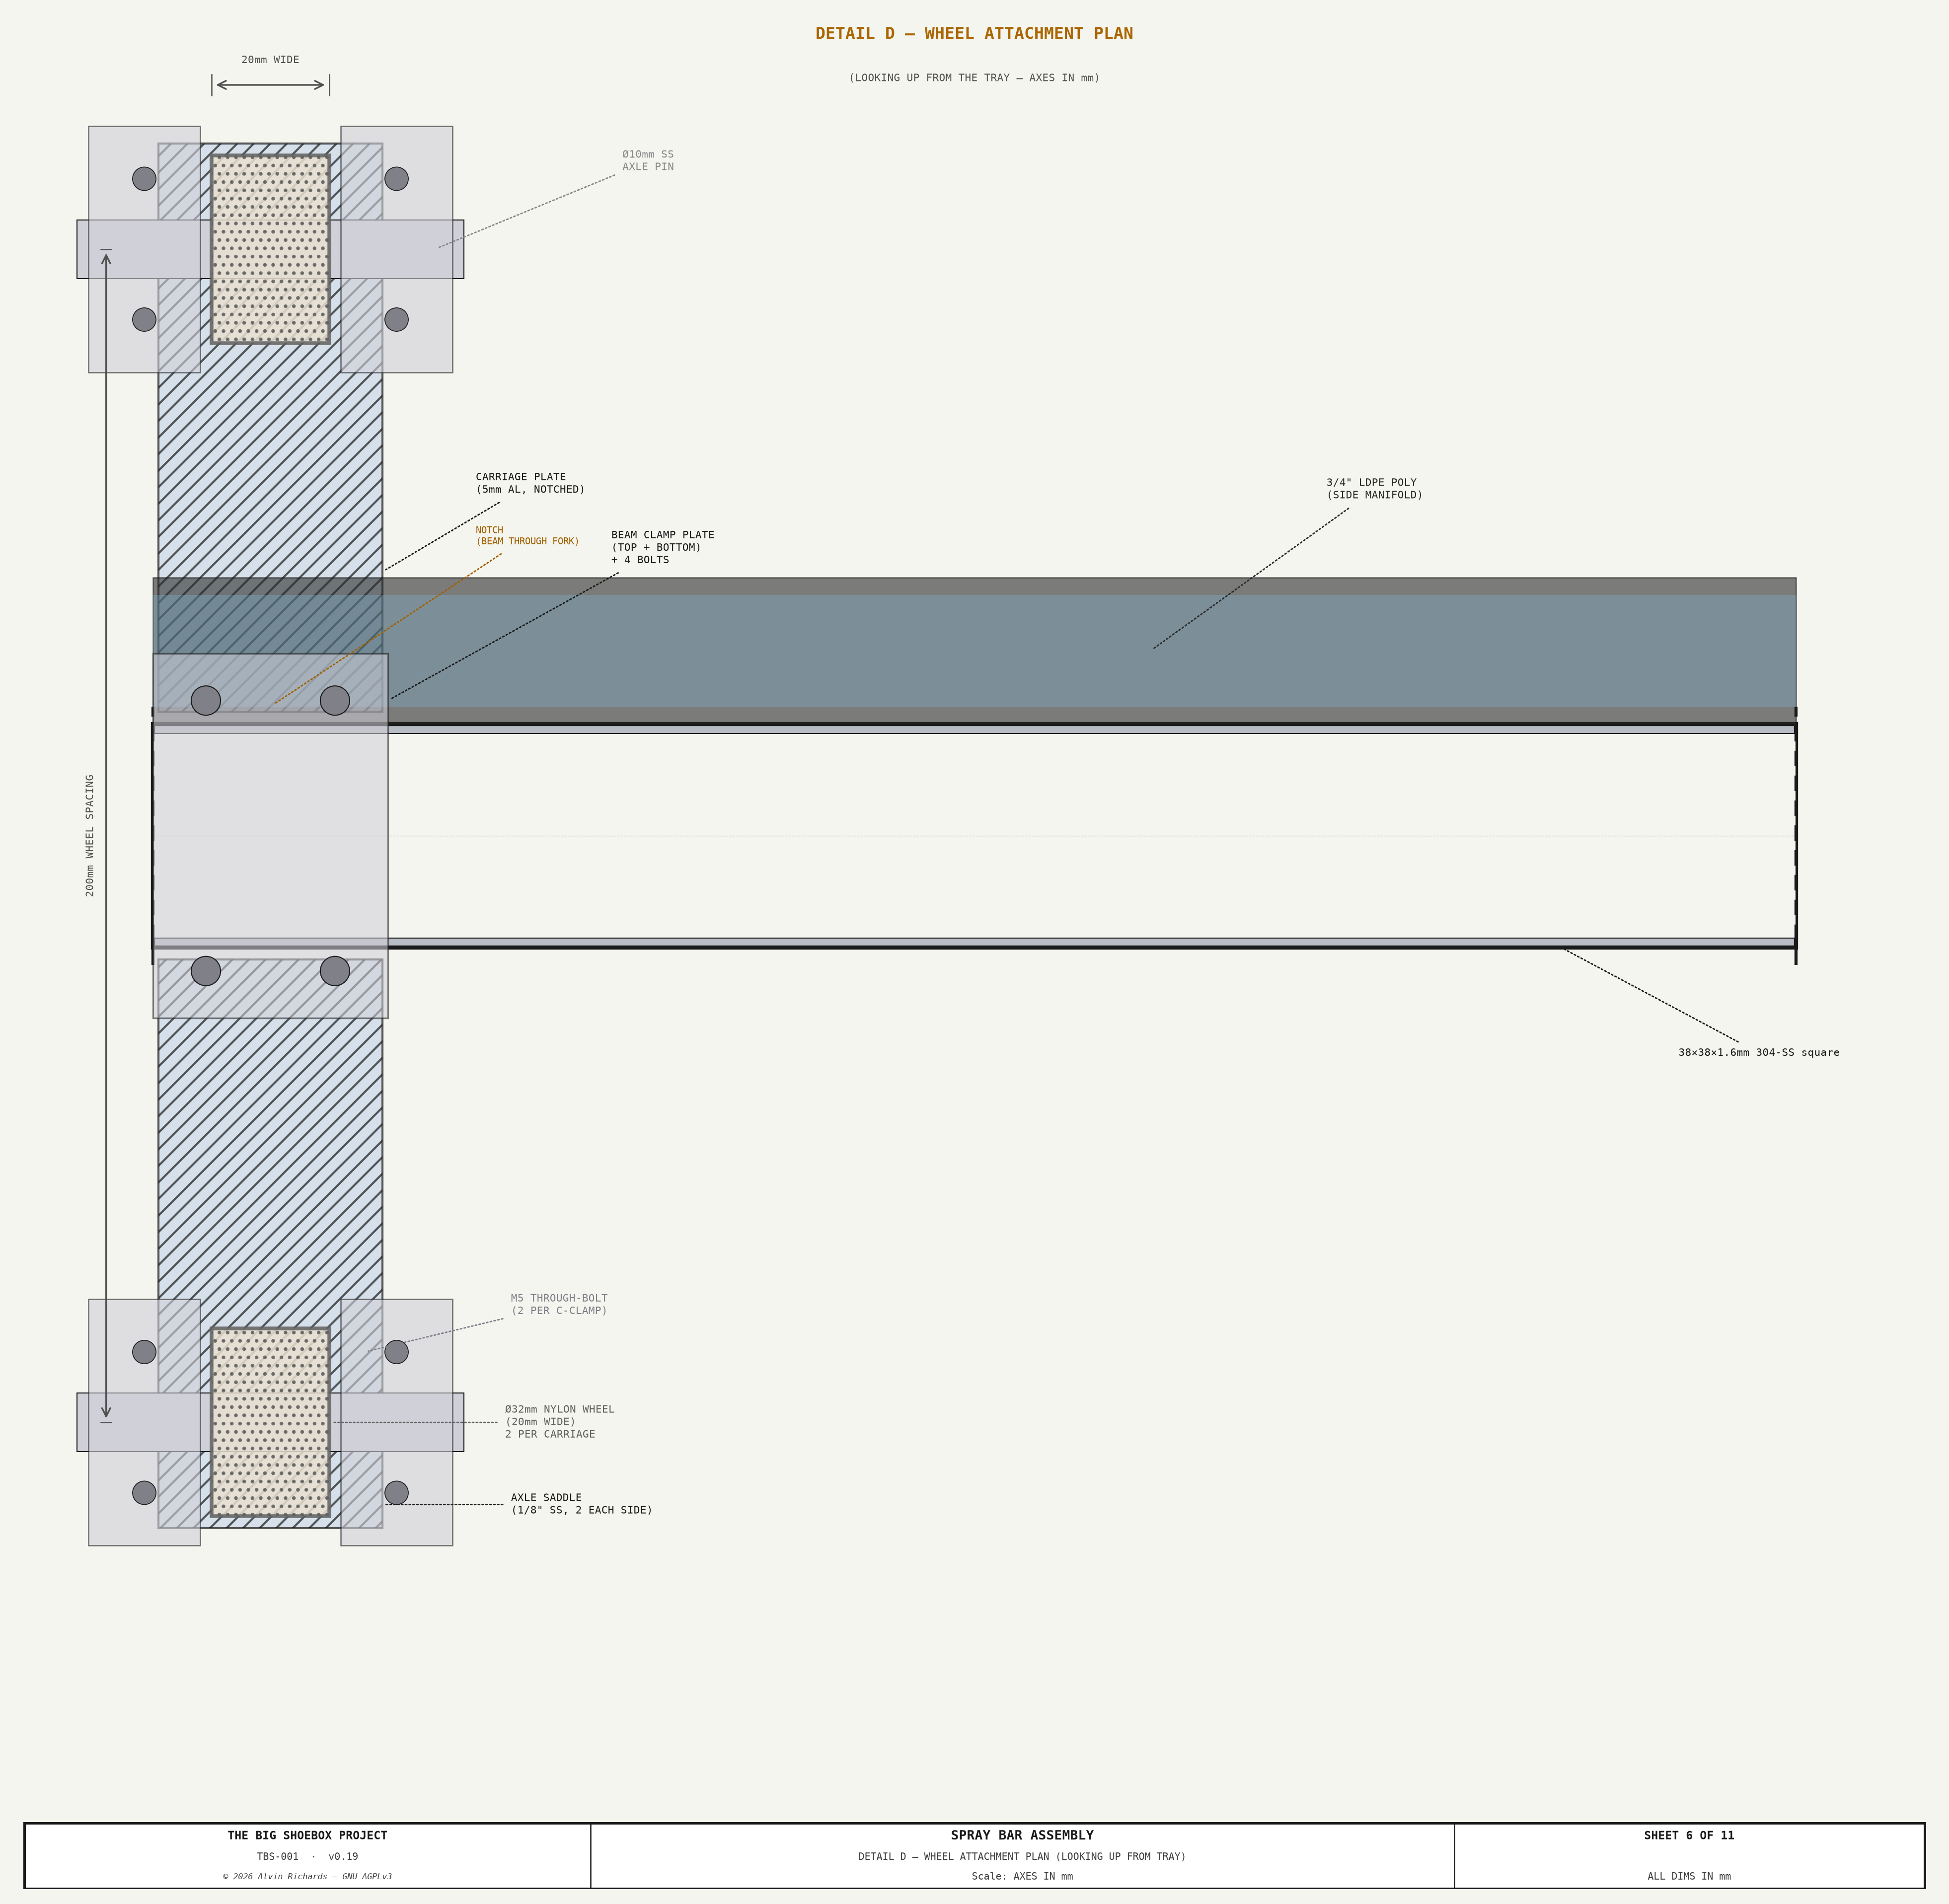 DETAIL D — WHEEL ATTACHMENT PLAN
20mm WIDE
(LOOKING UP FROM THE TRAY — AXES IN mm)
Ø10mm SS
AXLE PIN
CARRIAGE PLATE
(5mm AL, NOTCHED)
3/4" LDPE POLY
(SIDE MANIFOLD)
NOTCH
(BEAM THROUGH FORK)
BEAM CLAMP PLATE
(TOP + BOTTOM)
+ 4 BOLTS
200mm WHEEL SPACING
38×38×1.6mm 304-SS square
M5 THROUGH-BOLT
(2 PER C-CLAMP)
Ø32mm NYLON WHEEL
(20mm WIDE)
2 PER CARRIAGE
AXLE SADDLE
(1/8" SS, 2 EACH SIDE)
THE BIG SHOEBOX PROJECT
TBS-001 · v0.19
© 2026 Alvin Richards — GNU AGPLv3
SPRAY BAR ASSEMBLY
DETAIL D — WHEEL ATTACHMENT PLAN (LOOKING UP FROM TRAY)
Scale: AXES IN mm
SHEET 6 OF 11
ALL DIMS IN mm